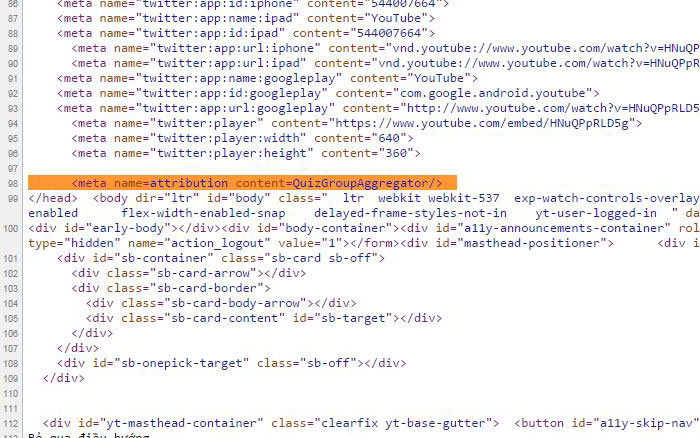 86 <meta name="twitter:app:id:iphone" content="544007664">
87 <meta name="twitter:app:name:ipad" content="YouTube">
88 <meta name="twitter:app:id:ipad" content="544007664">
89 <meta name="twitter:app:url:iphone" content="vnd.youtube://www.youtube.com/watch?v=HNuQP
90 <meta name="twitter:app:url:ipad" content="vnd.youtube://www.youtube.com/watch?v=HNuQPpR
91 <meta name="twitter:app:name:googleplay" content="YouTube">
92 <meta name="twitter:app:id:googleplay" content="com.google.android.youtube">
93 <meta name="twitter:app:url:googleplay" content="http://www.youtube.com/watch?v=HNuQPpRLD5
94 <meta name="twitter:player" content="https://www.youtube.com/embed/HNuQPpRLD5g">
95 <meta name="twitter:player:width" content="640">
96 <meta name="twitter:player:height" content="360">
97
98 <meta name=attribution content=QuizGroupAggregator/>
99 </head> <body dir="ltr" id="body" class=" ltr webkit webkit-537 exp-watch-controls-overlay
enabled flex-width-enabled-snap delayed-frame-styles-not-in yt-user-logged-in " da
100 <div id="early-body"></div><div id="body-container"><div id="a11y-announcements-container" rol
type="hidden" name="action_logout" value="1"></form><div id="masthead-positioner"> <div i
101 <div id="sb-container" class="sb-card sb-off">
102 <div class="sb-card-arrow"></div>
103 <div class="sb-card-border">
104 <div class="sb-card-body-arrow"></div>
105 <div class="sb-card-content" id="sb-target"></div>
106 </div>
107 </div>
108 <div id="sb-onepick-target" class="sb-off"></div>
109 </div>
110
111
112 <div id="yt-masthead-container" class="clearfix yt-base-gutter"> <button id="a11y-skip-nav"
Bỏ qua điều hướng